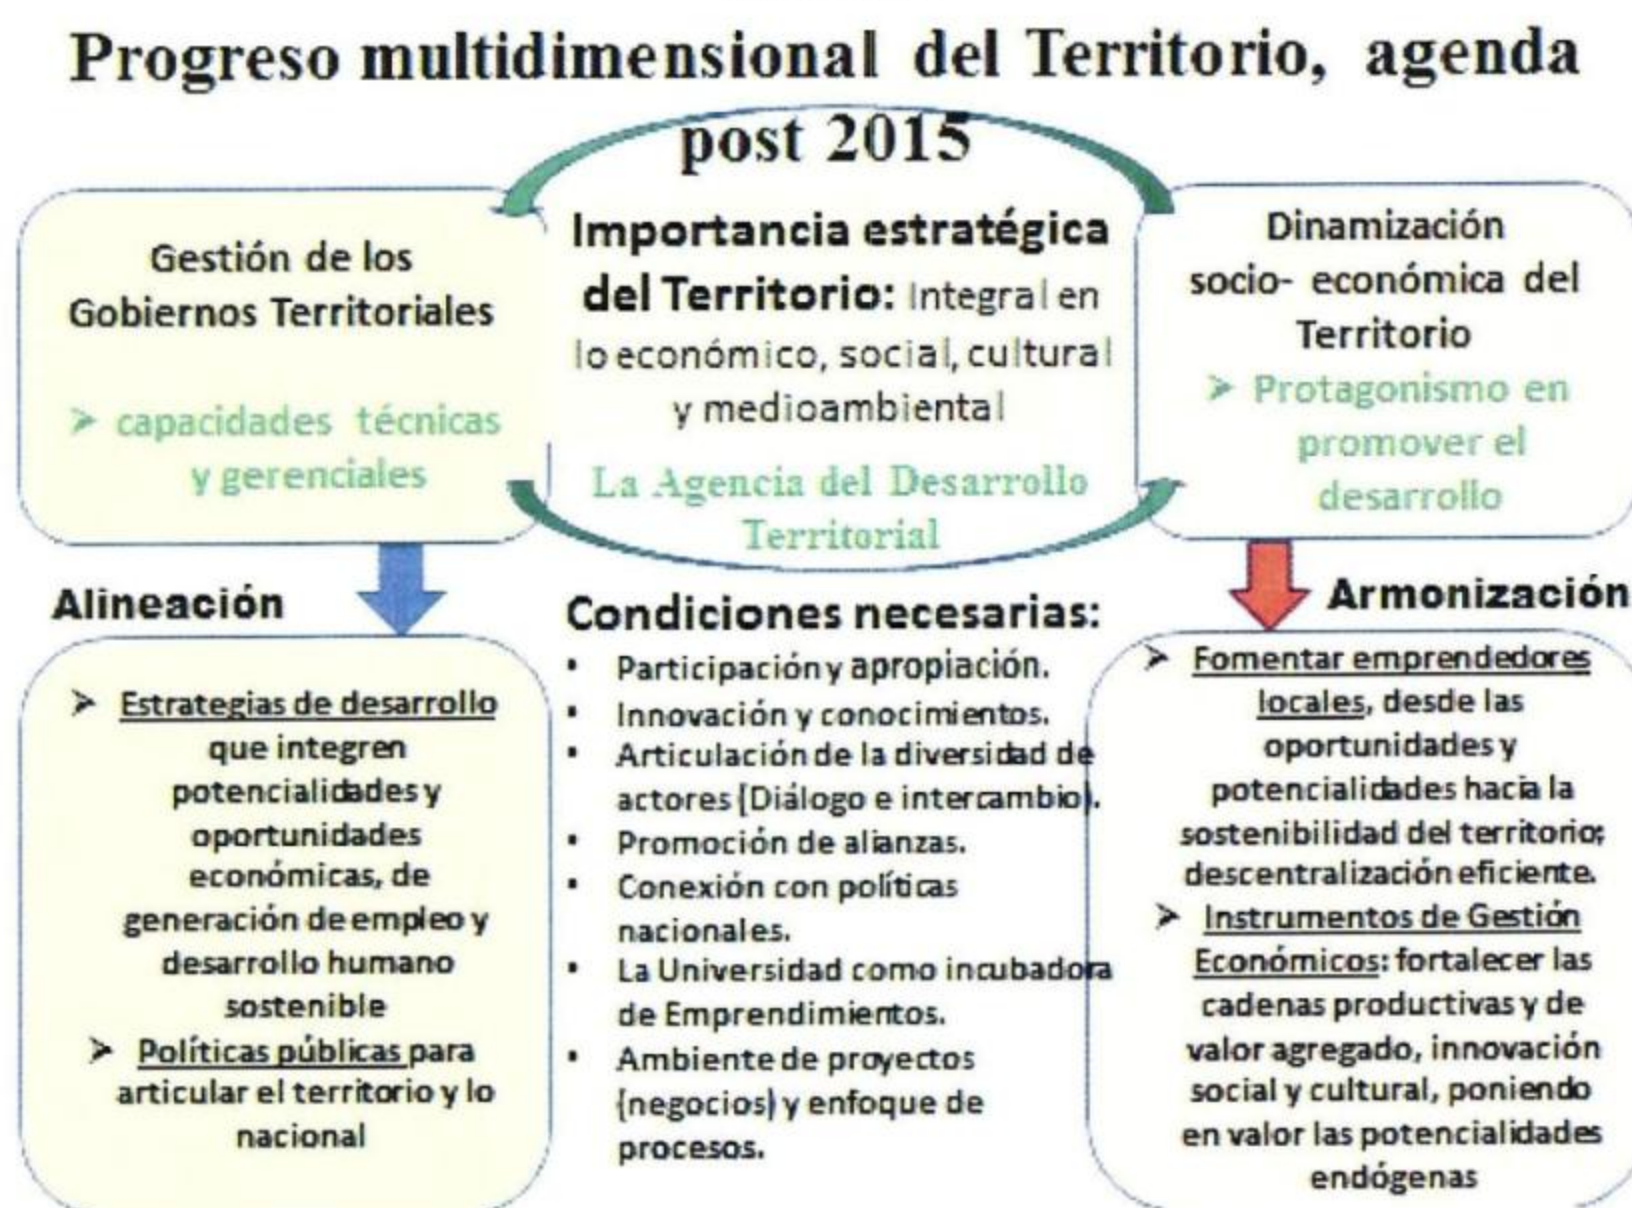 Progreso multidimensional del Territorio, agenda
post 2015
Gestión de los
Gobiernos Territoriales
➢ capacidades técnicas
y gerenciales
Importancia estratégica
del Territorio: Integral en
lo económico, social, cultural
y medioambiental
La Agencia del Desarrollo
Territorial
Dinamización
socio- económica del
Territorio
➢ Protagonismo en
promover el
desarrollo
Alineación
➢ Estrategias de desarrollo
que integren
potencialidades y
oportunidades
económicas, de
generación de empleo y
desarrollo humano
sostenible
➢ Políticas públicas para
articular el territorio y lo
nacional
Condiciones necesarias:
▪ Participación y apropiación.
▪ Innovación y conocimientos.
▪ Articulación de la diversidad de
actores (Diálogo e intercambio).
▪ Promoción de alianzas.
▪ Conexión con políticas
nacionales.
▪ La Universidad como incubadora
de Emprendimientos.
▪ Ambiente de proyectos
(negocios) y enfoque de
procesos.
Armonización
➢ Fomentar emprendedores
locales, desde las
oportunidades y
potencialidades hacia la
sostenibilidad del territorio;
descentralización eficiente.
➢ Instrumentos de Gestión
Económicos: fortalecer las
cadenas productivas y de
valor agregado, innovación
social y cultural, poniendo
en valor las potencialidades
endógenas